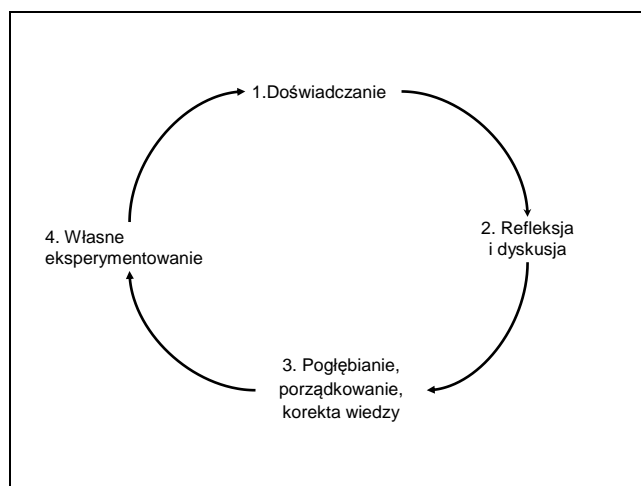 1.Doświadczanie
2. Refleksja
i dyskusja
3. Pogłębianie,
porządkowanie,
korekta wiedzy
4. Własne
eksperymentowanie